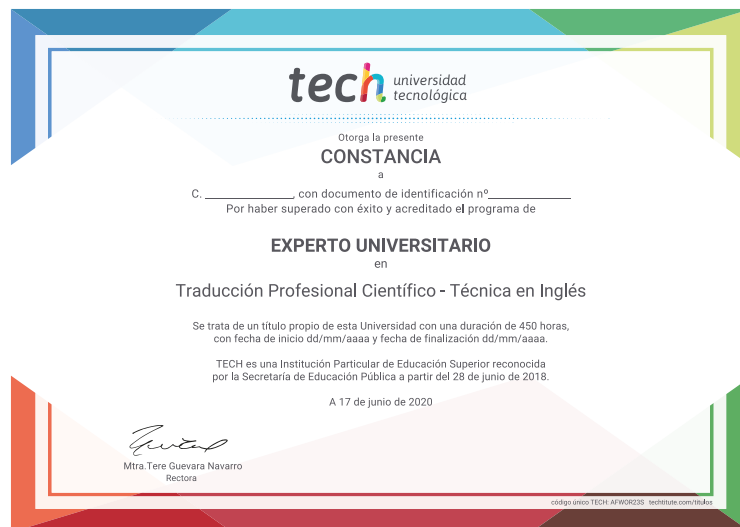 tech universidad
tecnológica
Otorga la presente
CONSTANCIA
a
C. ______________, con documento de identificación nº_____________
Por haber superado con éxito y acreditado el programa de
EXPERTO UNIVERSITARIO
en
Traducción Profesional Científico - Técnica en Inglés
Se trata de un título propio de esta Universidad con una duración de 450 horas,
con fecha de inicio dd/mm/aaaa y fecha de finalización dd/mm/aaaa.
TECH es una Institución Particular de Educación Superior reconocida
por la Secretaría de Educación Pública a partir del 28 de junio de 2018.
A 17 de junio de 2020
Mtra.Tere Guevara Navarro
Rectora
código único TECH: AFWOR23S techtitute.com/titulos